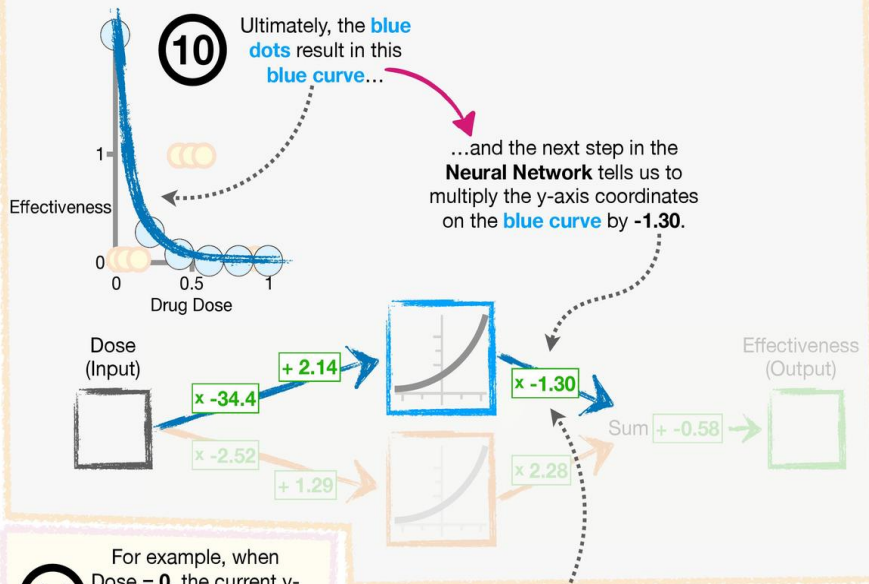 10
Ultimately, the blue
dots result in this
blue curve…
…and the next step in the
Neural Network tells us to
multiply the y-axis coordinates
on the blue curve by -1.30.
1
Effectiveness
0
0 0.5 1
Drug Dose
Dose
(Input)
+ 2.14
x -34.4
x -1.30
Effectiveness
(Output)
Sum + -0.58
x -2.52
+ 1.29
x 2.28
For example, when
Dose = 0, the current y-